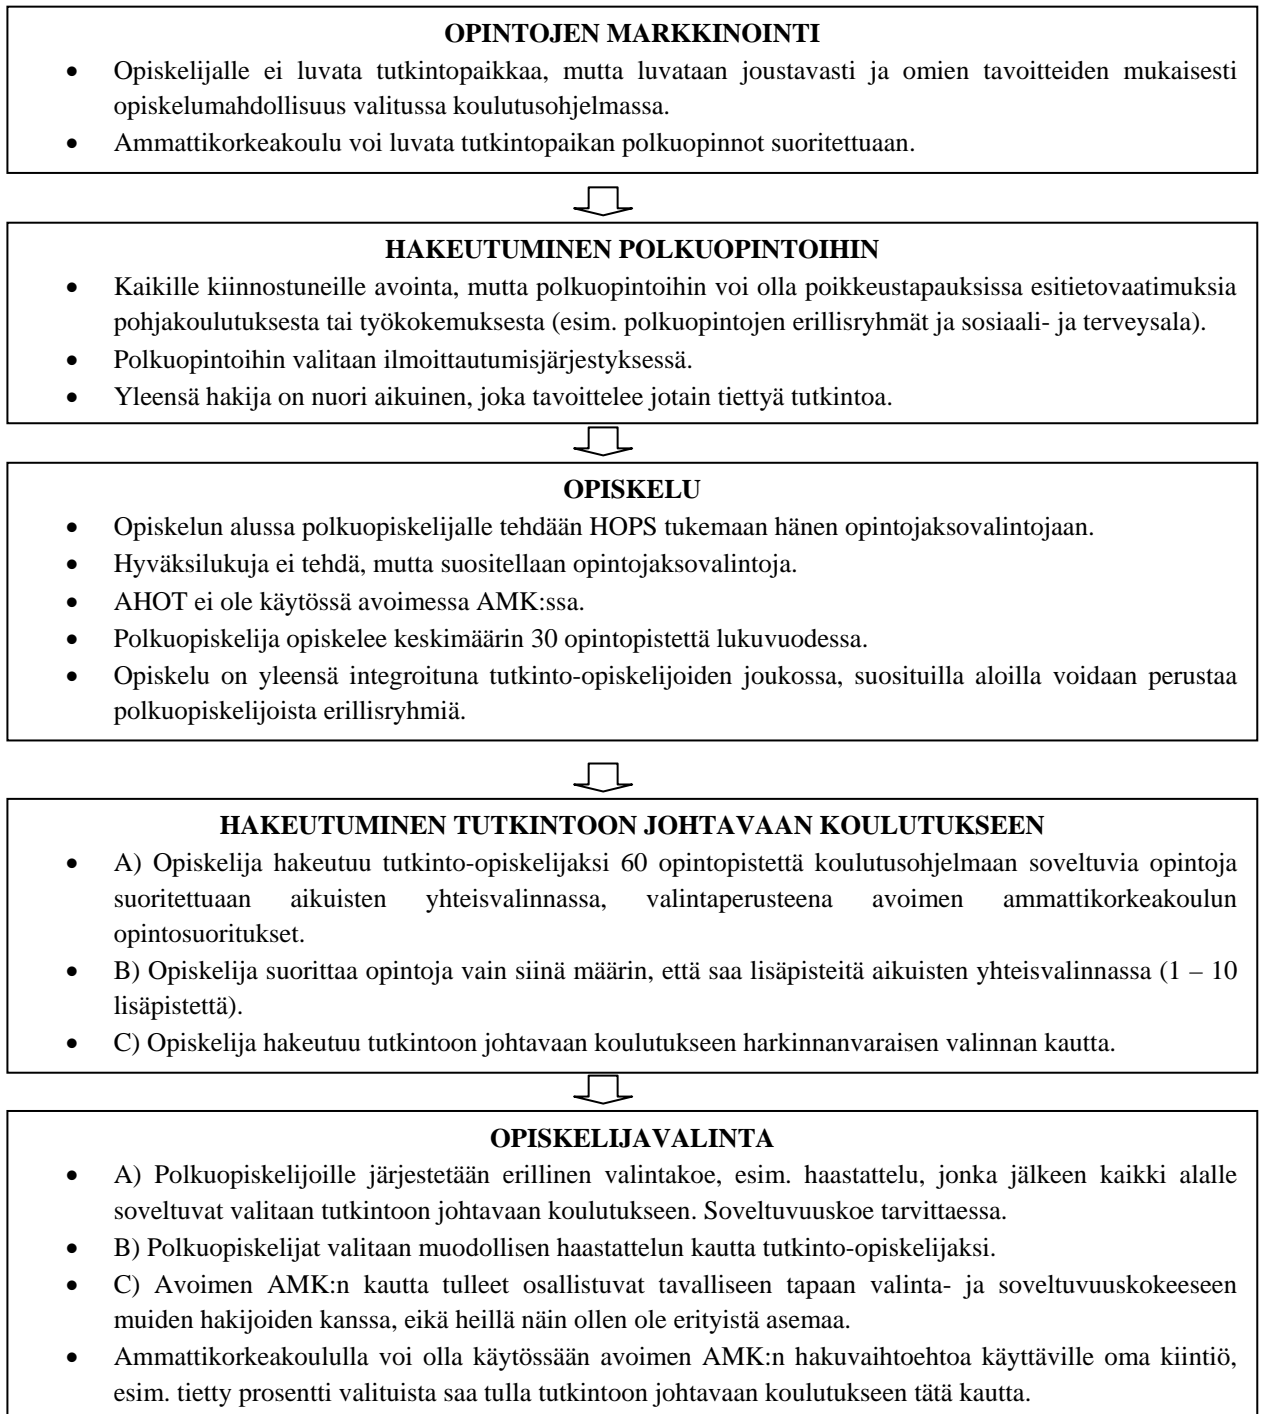 OPINTOJEN MARKKINOINTI
• Opiskelijalle ei luvata tutkintopaikkaa, mutta luvataan joustavasti ja omien tavoitteiden mukaisesti
opiskelumahdollisuus valitussa koulutusohjelmassa.
• Ammattikorkeakoulu voi luvata tutkintopaikan polkuopinnot suoritettuaan.
HAKEUTUMINEN POLKUOPINTOIHIN
• Kaikille kiinnostuneille avointa, mutta polkuopintoihin voi olla poikkeustapauksissa esitietovaatimuksia
pohjakoulutuksesta tai työkokemuksesta (esim. polkuopintojen erillisryhmät ja sosiaali- ja terveysala).
• Polkuopintoihin valitaan ilmoittautumisjärjestyksessä.
• Yleensä hakija on nuori aikuinen, joka tavoittelee jotain tiettyä tutkintoa.
OPISKELU
• Opiskelun alussa polkuopiskelijalle tehdään HOPS tukemaan hänen opintojaksovalintojaan.
• Hyväksilukuja ei tehdä, mutta suositellaan opintojaksovalintoja.
• AHOT ei ole käytössä avoimessa AMK:ssa.
• Polkuopiskelija opiskelee keskimäärin 30 opintopistettä lukuvuodessa.
• Opiskelu on yleensä integroituna tutkinto-opiskelijoiden joukossa, suosituilla aloilla voidaan perustaa
polkuopiskelijoista erillisryhmiä.
HAKEUTUMINEN TUTKINTOON JOHTAVAAN KOULUTUKSEEN
• A) Opiskelija hakeutuu tutkinto-opiskelijaksi 60 opintopistettä koulutusohjelmaan soveltuvia opintoja
suoritettuaan aikuisten yhteisvalinnassa, valintaperusteena avoimen ammattikorkeakoulun
opintosuoritukset.
• B) Opiskelija suorittaa opintoja vain siinä määrin, että saa lisäpisteitä aikuisten yhteisvalinnassa (1 – 10
lisäpistettä).
• C) Opiskelija hakeutuu tutkintoon johtavaan koulutukseen harkinnanvaraisen valinnan kautta.
OPISKELIJAVALINTA
• A) Polkuopiskelijoille järjestetään erillinen valintakoe, esim. haastattelu, jonka jälkeen kaikki alalle
soveltuvat valitaan tutkintoon johtavaan koulutukseen. Soveltuvuuskoe tarvittaessa.
• B) Polkuopiskelijat valitaan muodollisen haastattelun kautta tutkinto-opiskelijaksi.
• C) Avoimen AMK:n kautta tulleet osallistuvat tavalliseen tapaan valinta- ja soveltuvuuskokeeseen
muiden hakijoiden kanssa, eikä heillä näin ollen ole erityistä asemaa.
• Ammattikorkeakoululla voi olla käytössään avoimen AMK:n hakuvaihtoehtoa käyttäville oma kiintiö,
esim. tietty prosentti valituista saa tulla tutkintoon johtavaan koulutukseen tätä kautta.